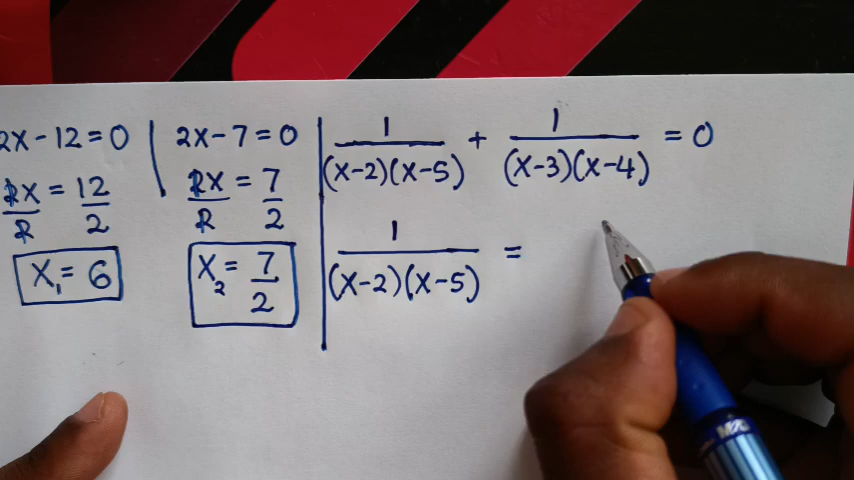 2X-12=0
2X/2 = 12/2
X₁ = 6
2X-7=0
2X/2 = 7/2
X₂ = 7/2
1/((X-2)(X-5)) + 1/((X-3)(X-4)) = 0
1/((X-2)(X-5)) =